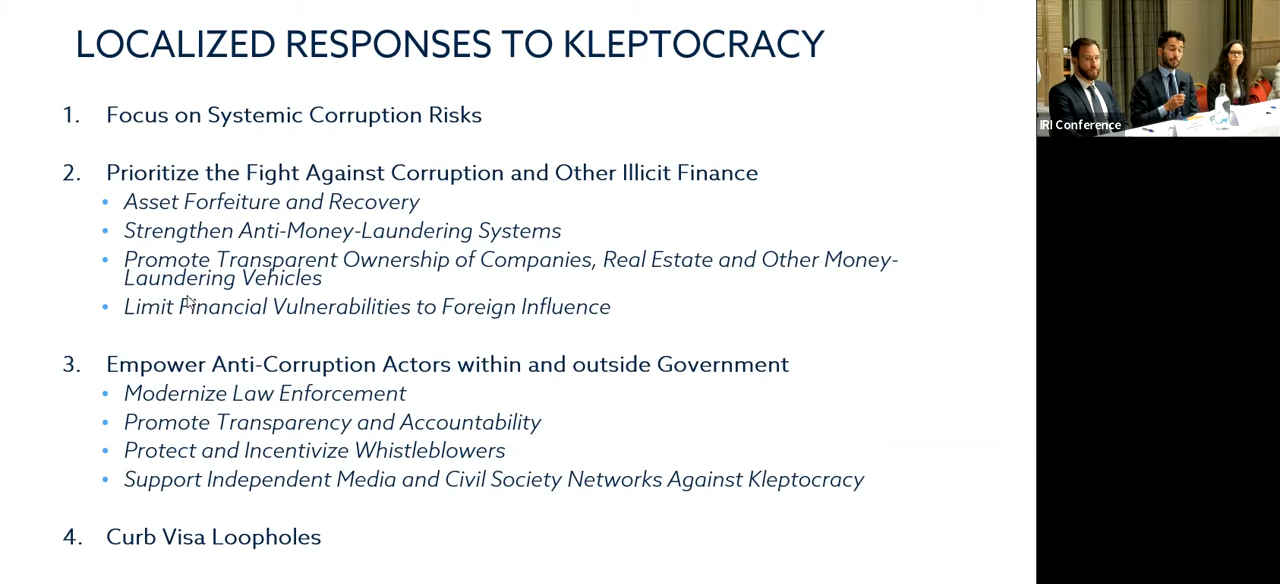 LOCALIZED RESPONSES TO KLEPTOCRACY
1. Focus on Systemic Corruption Risks
2. Prioritize the Fight Against Corruption and Other Illicit Finance
• Asset Forfeiture and Recovery
• Strengthen Anti-Money-Laundering Systems
• Promote Transparent Ownership of Companies, Real Estate and Other Money-
Laundering Vehicles
• Limit Financial Vulnerabilities to Foreign Influence
3. Empower Anti-Corruption Actors within and outside Government
• Modernize Law Enforcement
• Promote Transparency and Accountability
• Protect and Incentivize Whistleblowers
• Support Independent Media and Civil Society Networks Against Kleptocracy
4. Curb Visa Loopholes
IRI Conference